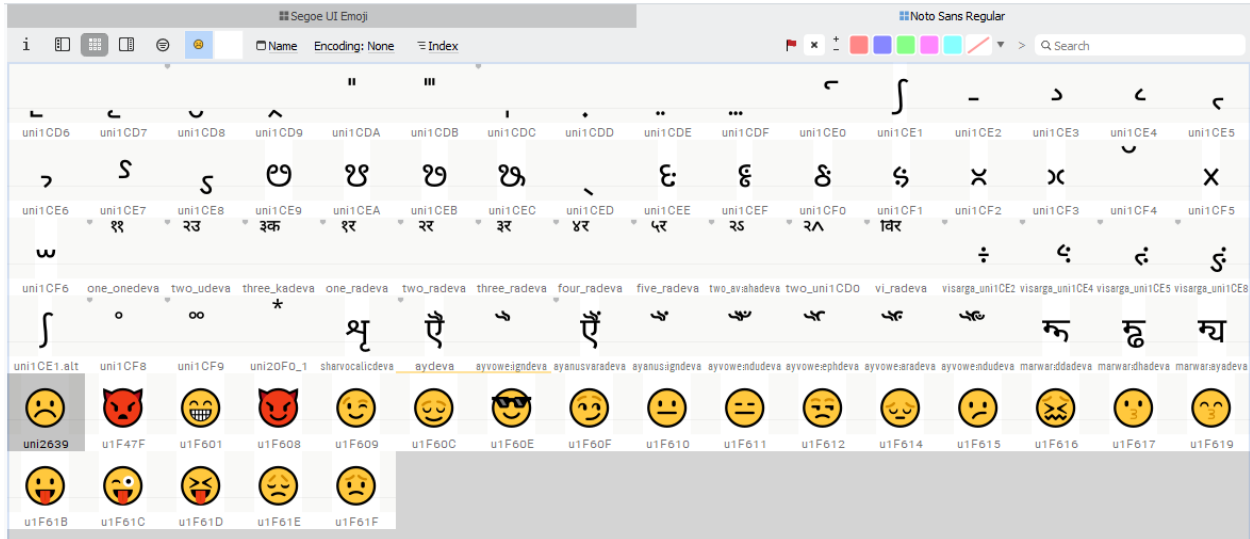 Segoe UI Emoji
Noto Sans Regular
Name Encoding: None Index
Search
uni1CD6 uni1CD7 uni1CD8 uni1CD9 uni1CDA uni1CDB uni1CDC uni1CDD uni1CDE uni1CDF uni1CE0 uni1CE1 uni1CE2 uni1CE3 uni1CE4 uni1CE5
uni1CE6 uni1CE7 uni1CE8 uni1CE9 uni1CEA uni1CEB uni1CEC uni1CED uni1CEE uni1CEF uni1CF0 uni1CF1 uni1CF2 uni1CF3 uni1CF4 uni1CF5
११ २उ ३क १र २र ३र ४र ५र २ऽ २^ विर
uni1CF6 one_onedeva two_udeva three_kadeva one_radeva two_radeva three_radeva four_radeva five_radeva two_uni1CD0 vi_radeva visarga_uni1CE2 visarga_uni1CE4 visarga_uni1CE5 visarga_uni1CE8
uni1CE1.alt uni1CF8 uni1CF9 uni20F0_1 sharvocalicdeva aydeva ayanusvaradeva
uni2639 u1F47F u1F601 u1F608 u1F609 u1F60C u1F60E u1F60F u1F610 u1F611 u1F612 u1F614 u1F615 u1F616 u1F617 u1F619
u1F61B u1F61C u1F61D u1F61E u1F61F